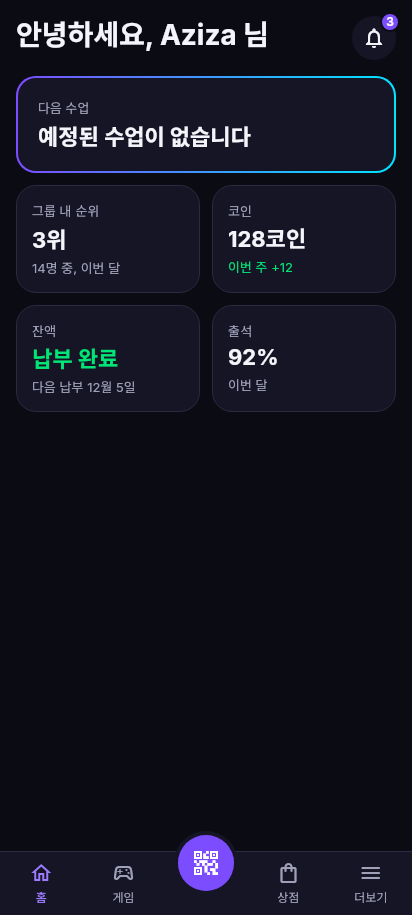 안녕하세요, Aziza 님
3
다음 수업
예정된 수업이 없습니다
그룹 내 순위
3위
14명 중, 이번 달
코인
128코인
이번 주 +12
잔액
납부 완료
다음 납부 12월 5일
출석
92%
이번 달
홈
게임
상점
더보기